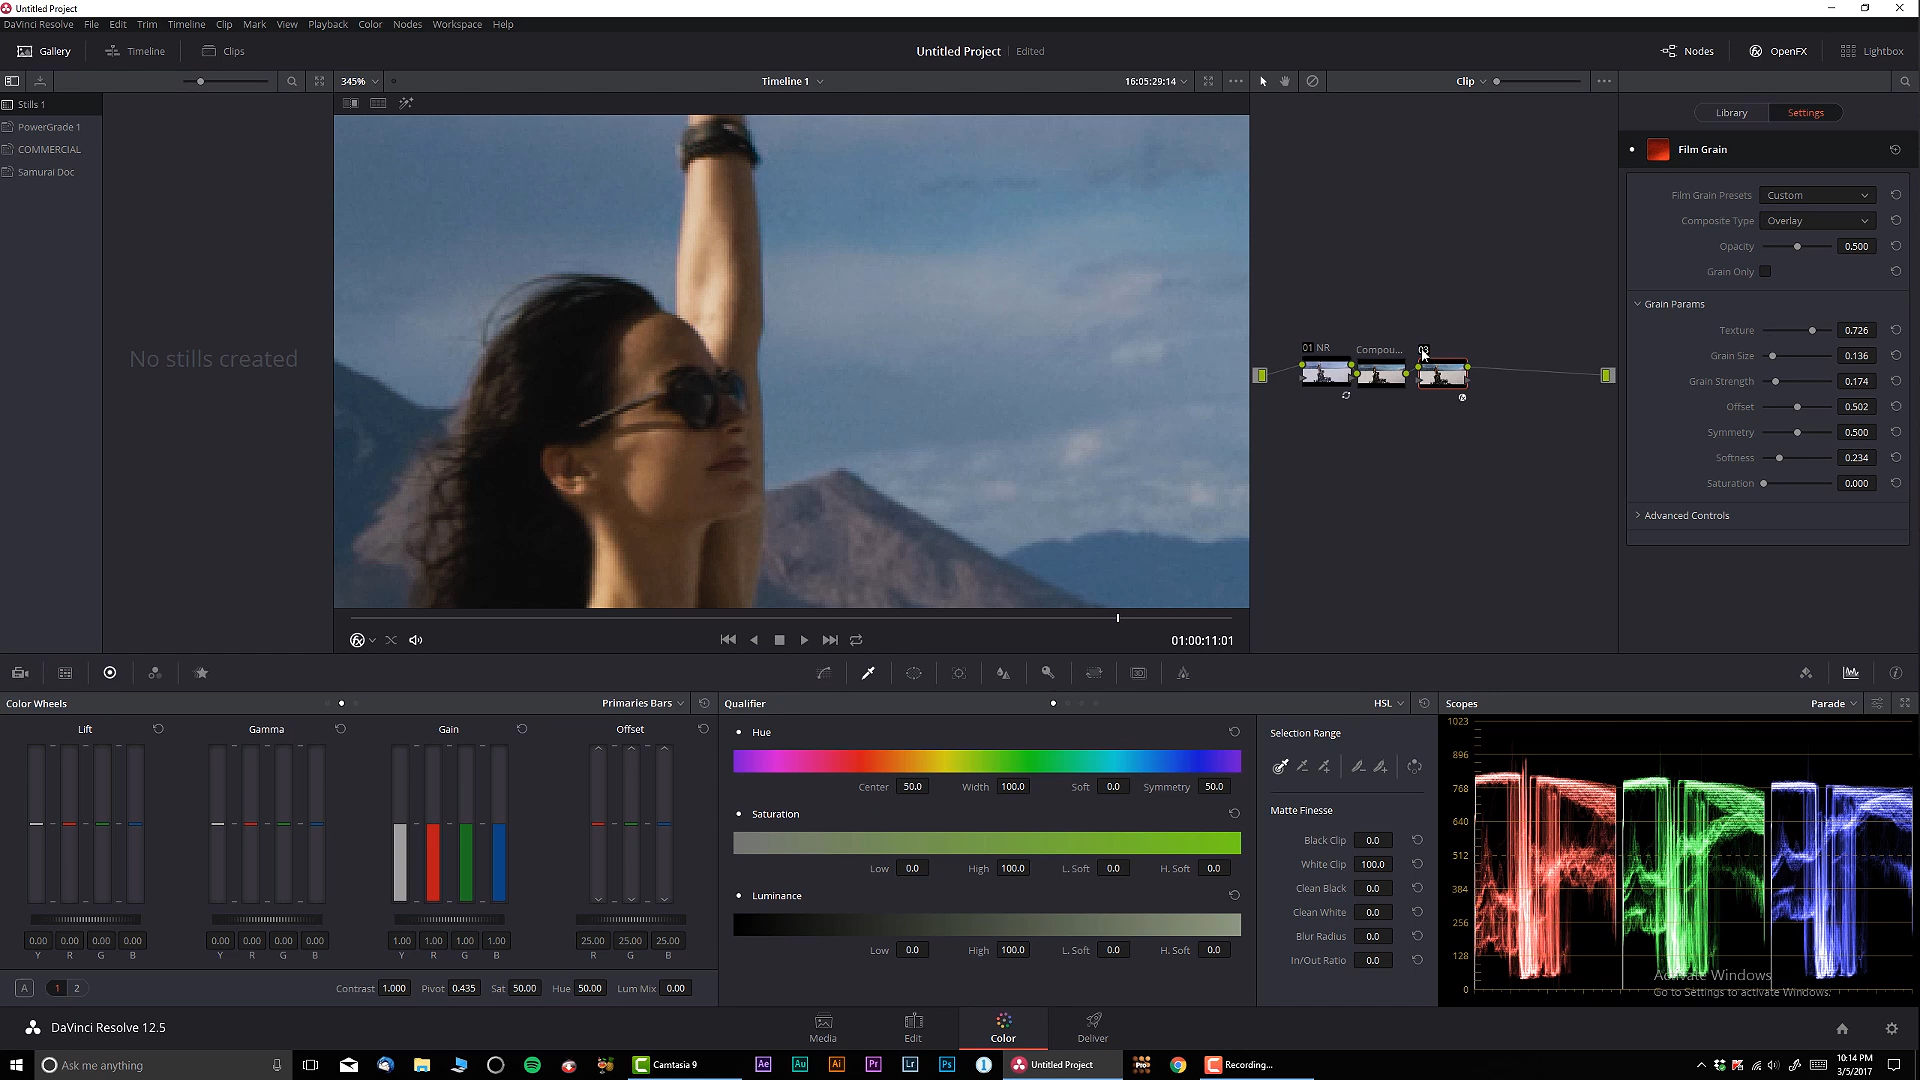 Untitled Project
DaVinci Resolve File Edit Trim Timeline Clip Mark View Playback Color Nodes Workspace Help
Gallery Timeline Clips Untitled Project Edited Nodes OpenFX Lightbox
345% Timeline 1 16:05:29:14 Clip
Stills 1
PowerGrade 1
COMMERCIAL
Samurai Doc
No stills created
01 NR Compou... 03
Library Settings
Film Grain
Film Grain Presets Custom
Composite Type Overlay
Opacity 0.500
Grain Only
Grain Params
Texture 0.726
Grain Size 0.136
Grain Strength 0.174
Offset 0.502
Symmetry 0.500
Softness 0.234
Saturation 0.000
Advanced Controls
01:00:11:01
Color Wheels Primaries Bars
Lift Gamma Gain Offset
0.00 0.00 0.00 0.00 0.00 0.00 0.00 0.00 1.00 1.00 1.00 1.00 25.00 25.00 25.00
Y R G B Y R G B Y R G B R G B
A 1 2 Contrast 1.000 Pivot 0.435 Sat 50.00 Hue 50.00 Lum Mix 0.00
Qualifier HSL
Hue
Center 50.0 Width 100.0 Soft 0.0 Symmetry 50.0
Saturation
Low 0.0 High 100.0 L. Soft 0.0 H. Soft 0.0
Luminance
Low 0.0 High 100.0 L. Soft 0.0 H. Soft 0.0
Selection Range
Matte Finesse
Black Clip 0.0
White Clip 100.0
Clean Black 0.0
Clean White 0.0
Blur Radius 0.0
In/Out Ratio 0.0
Scopes Parade
1023
896
768
640
512
384
256
128
0
Activate Windows
Go to Settings to activate Windows.
DaVinci Resolve 12.5
Media Edit Color Deliver
Ask me anything Camtasia 9 Ae Au Ai Pr Lr Ps Untitled Project Recording...
10:14 PM
3/5/2017